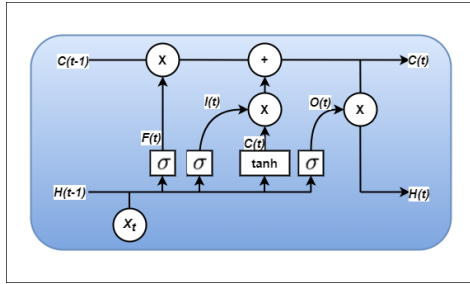 C(t-1)
X
+
C(t)
I(t)
O(t)
X
X
F(t)
C(t)
σ
σ
tanh
σ
H(t-1)
H(t)
Xt